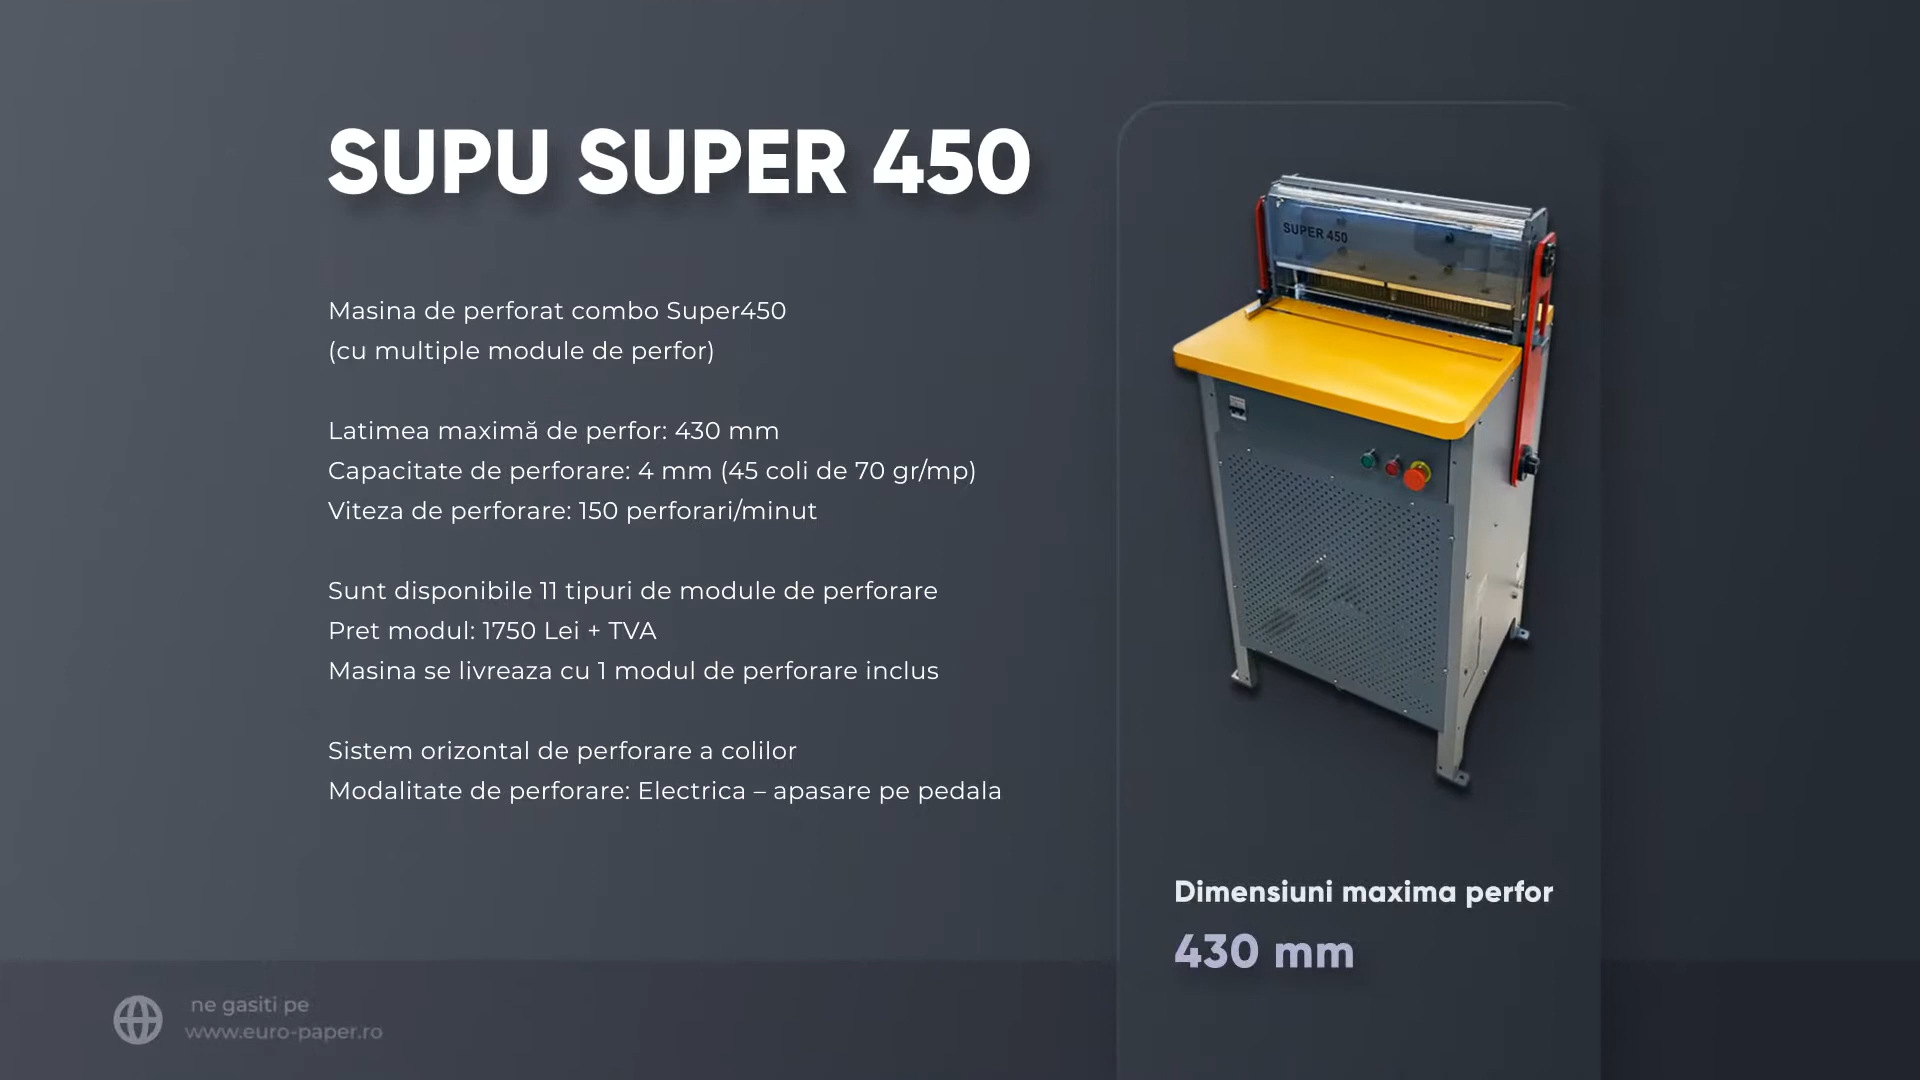 SUPU SUPER 450
Masina de perforat combo Super450
(cu multiple module de perfor)
Latimea maximă de perfor: 430 mm
Capacitate de perforare: 4 mm (45 coli de 70 gr/mp)
Viteza de perforare: 150 perforari/minut
Sunt disponibile 11 tipuri de module de perforare
Pret modul: 1750 Lei + TVA
Masina se livreaza cu 1 modul de perforare inclus
Sistem orizontal de perforare a colilor
Modalitate de perforare: Electrica – apasare pe pedala
SUPER 450
Dimensiuni maxima perfor
430 mm
ne gasiti pe
www.euro-paper.ro